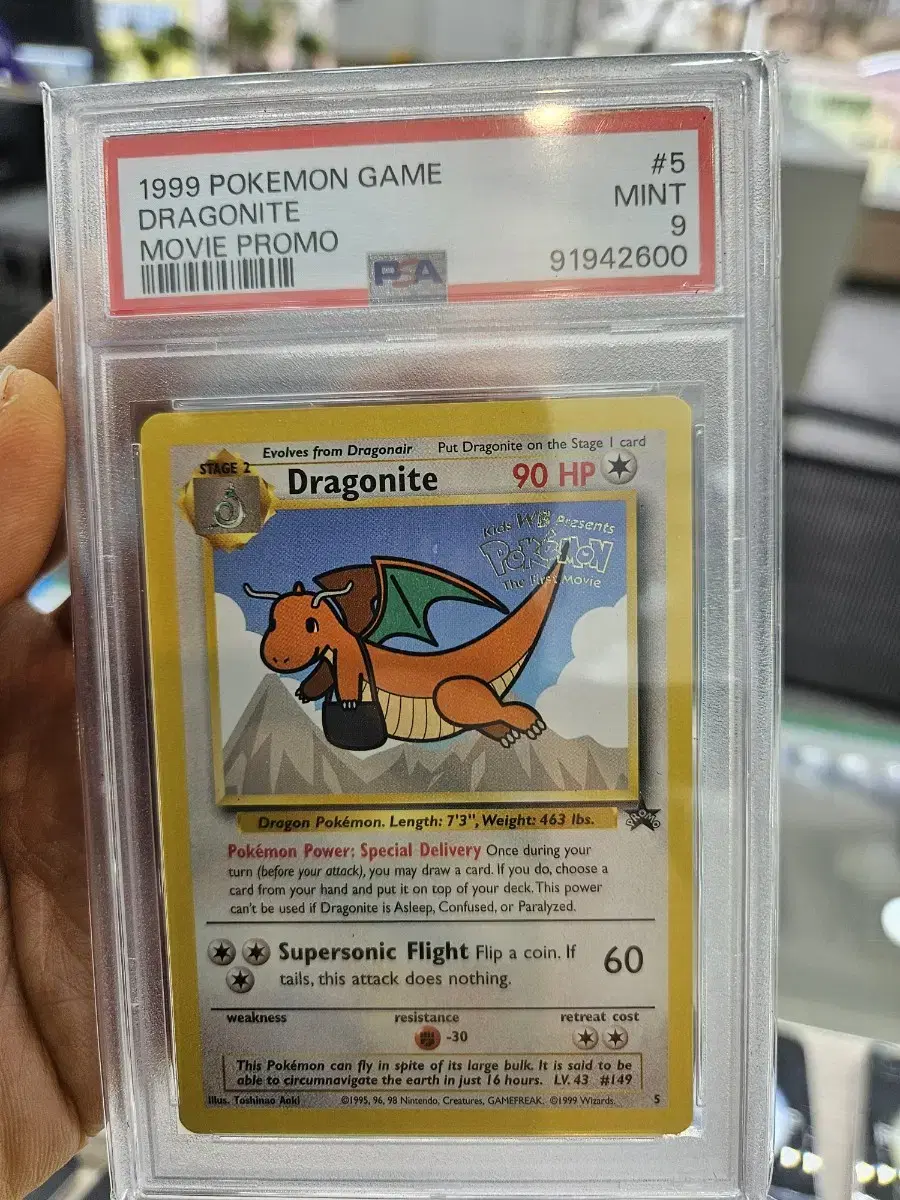 1999 POKEMON GAME
#5
DRAGONITE
MINT
MOVIE PROMO
9
PSA
91942600
Evolves from Dragonair
Put Dragonite on the Stage 1 card
STAGE 2
Dragonite
90 HP
Kids WB Presents
POKéMON
The First Movie
Dragon Pokémon. Length: 7'3", Weight: 463 lbs.
PROMO
Pokémon Power: Special Delivery Once during your
turn (before your attack), you may draw a card. If you do, choose a
card from your hand and put it on top of your deck. This power
can't be used if Dragonite is Asleep, Confused, or Paralyzed.
Supersonic Flight Flip a coin. If
tails, this attack does nothing.
60
weakness
resistance
retreat cost
-30
This Pokémon can fly in spite of its large bulk. It is said to be
able to circumnavigate the earth in just 16 hours. LV. 43 #149
Illus. Toshinao Aoki
©1995, 96, 98 Nintendo, Creatures, GAMEFREAK. ©1999 Wizards.
5